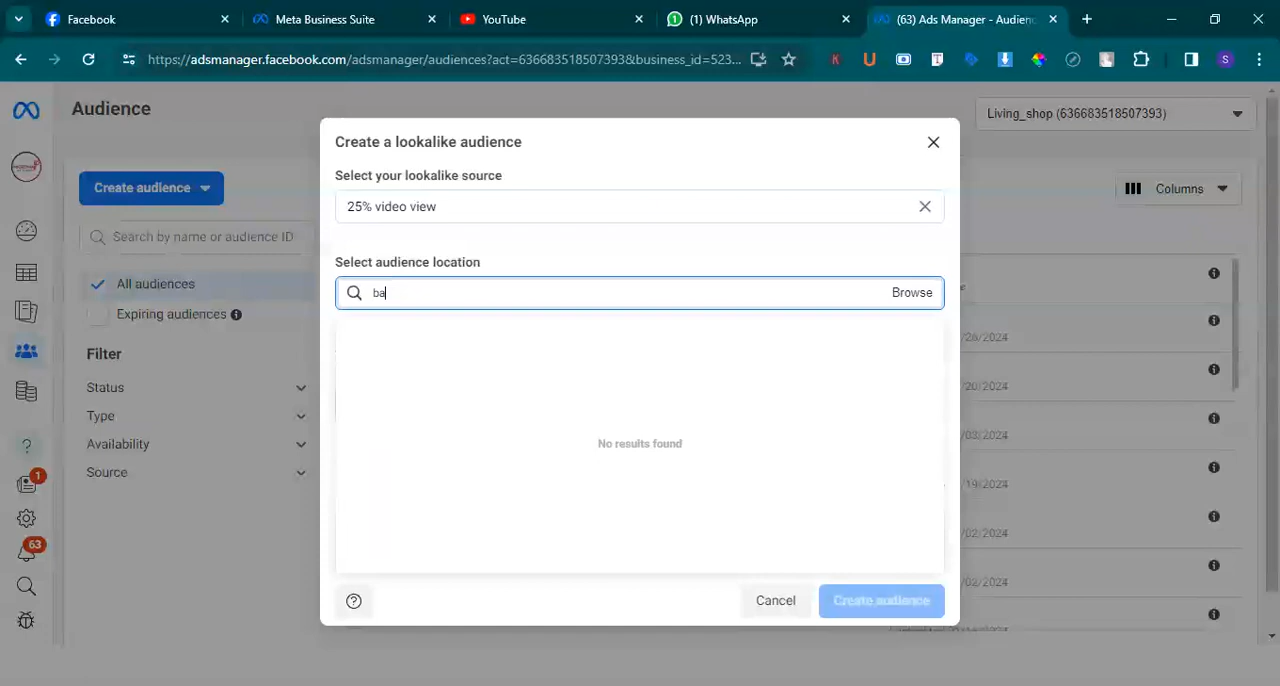 Facebook
Meta Business Suite
YouTube
(1) WhatsApp
(63) Ads Manager - Audienc
https://adsmanager.facebook.com/adsmanager/audiences?act=636683518507393&business_id=523...
Audience
Living_shop (636683518507393)
Create audience
Columns
Search by name or audience ID
All audiences
Expiring audiences
Filter
Status
Type
Availability
Source
1
63
Create a lookalike audience
Select your lookalike source
25% video view
Select audience location
ba
Browse
No results found
Cancel
Create audience
/26/2024
/20/2024
/03/2024
/19/2024
/02/2024
/02/2024